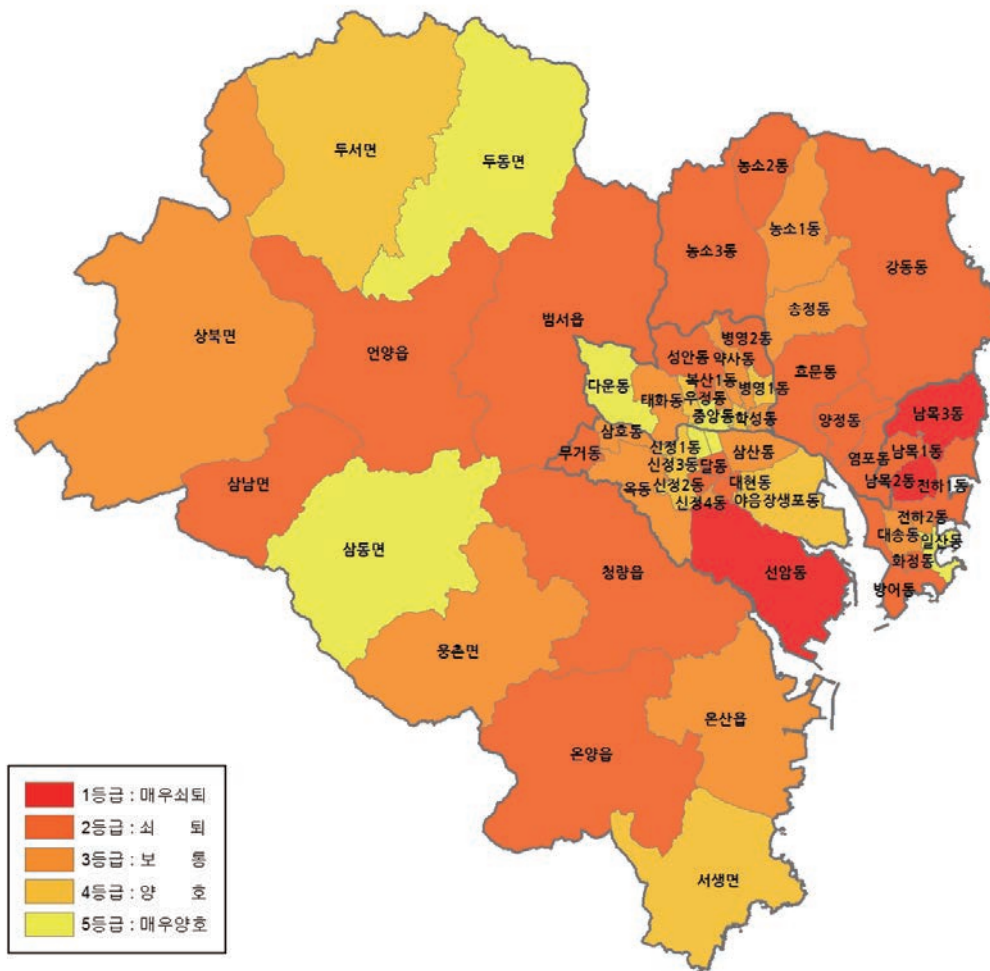 두서면
두동면
농소2동
농소1동
농소3동
강동동
송정동
상북면
언양읍
범서읍
병영2동
성안동
약사동
효문동
복산1동
병영1동
다운동
태화동
우정동
중앙동
학성동
양정동
남목3동
삼호동
신정1동
삼산동
무거동
신정3동
달동
염포동
남목1동
삼남면
옥동
신정2동
대현동
남목2동
전하1동
신정4동
야음장생포동
전하2동
대송동
일산동
삼동면
청량읍
선암동
화정동
방어동
웅촌면
온산읍
온양읍
서생면
1등급 : 매우쇠퇴
2등급 : 쇠 퇴
3등급 : 보 통
4등급 : 양 호
5등급 : 매우양호